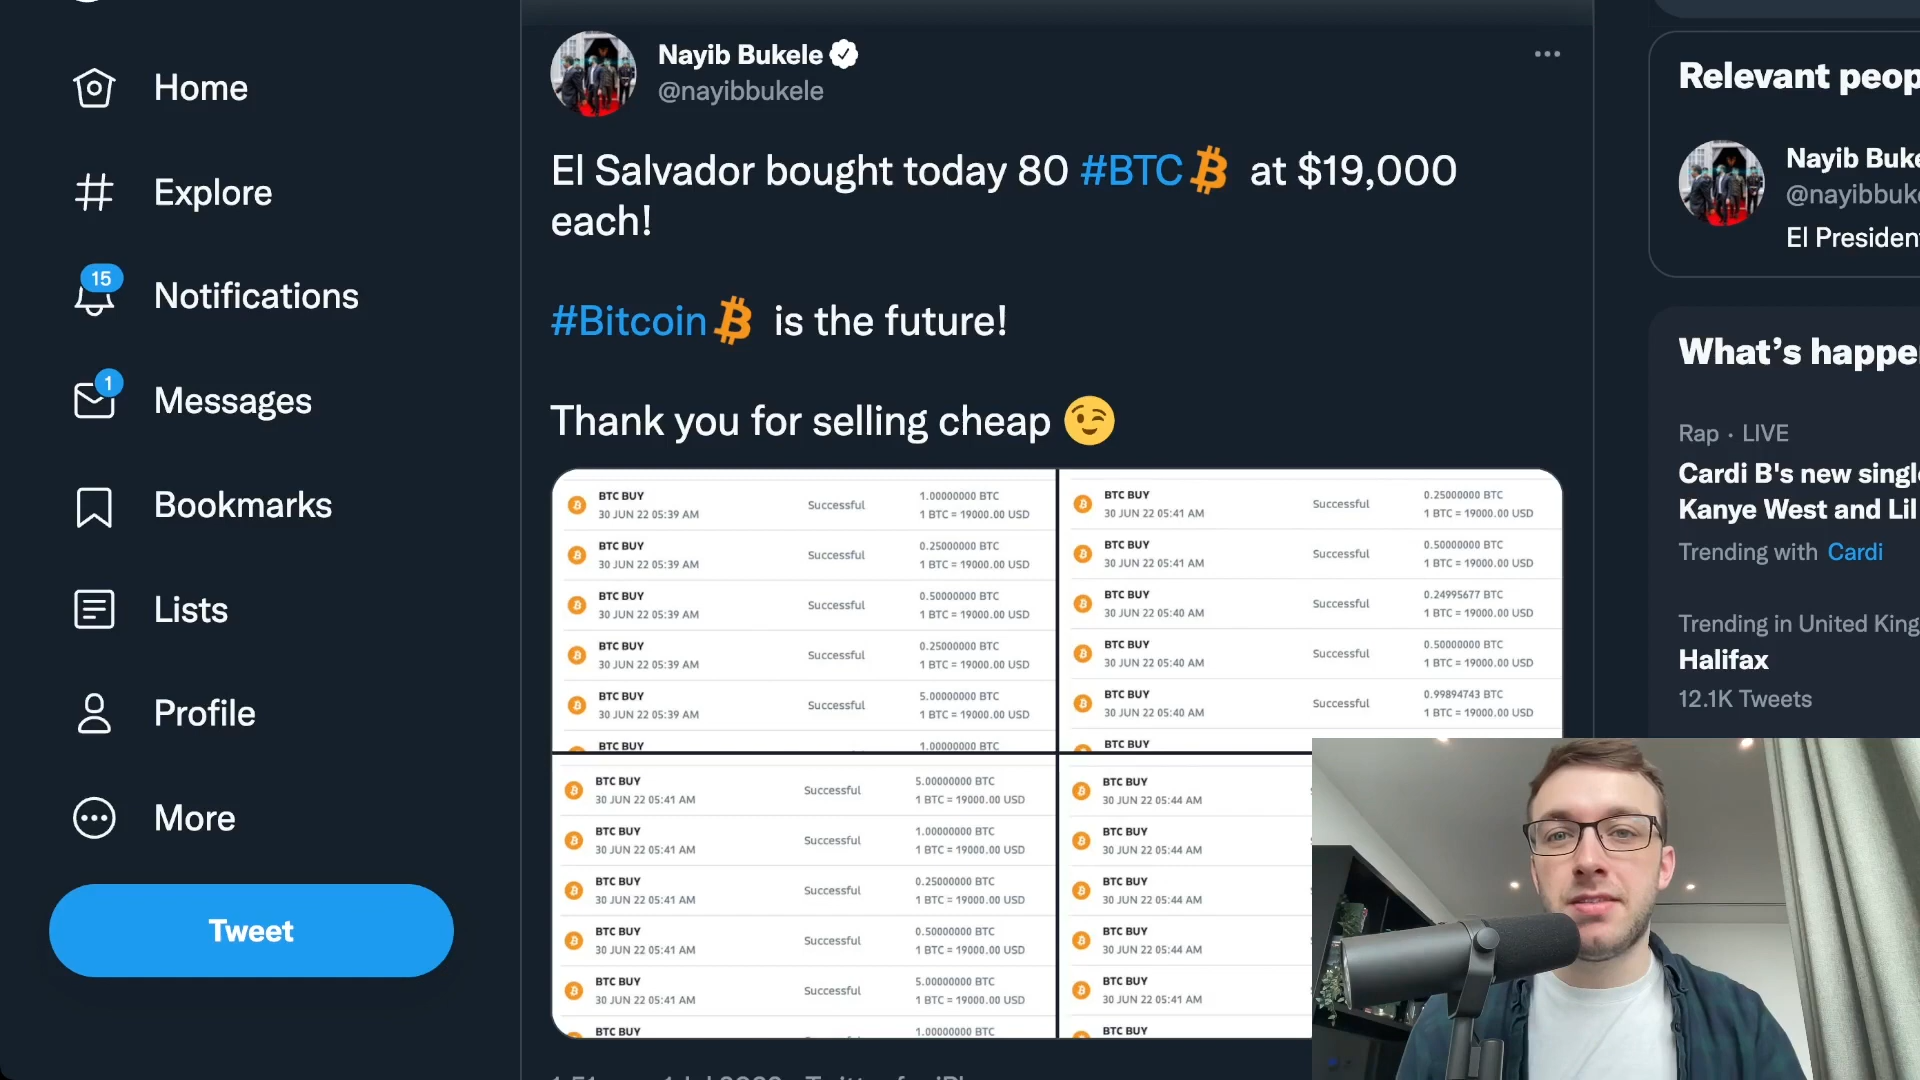 Home
Explore
15
Notifications
1
Messages
Bookmarks
Lists
Profile
More
Tweet
Nayib Bukele
@nayibbukele
El Salvador bought today 80 #BTC at $19,000
each!
#Bitcoin is the future!
Thank you for selling cheap
BTC BUY
30 JUN 22 05:39 AM
Successful
1.00000000 BTC
1 BTC = 19000.00 USD
BTC BUY
30 JUN 22 05:39 AM
Successful
0.25000000 BTC
1 BTC = 19000.00 USD
BTC BUY
30 JUN 22 05:39 AM
Successful
0.50000000 BTC
1 BTC = 19000.00 USD
BTC BUY
30 JUN 22 05:39 AM
Successful
0.25000000 BTC
1 BTC = 19000.00 USD
BTC BUY
30 JUN 22 05:39 AM
Successful
5.00000000 BTC
1 BTC = 19000.00 USD
BTC BUY
1.00000000 BTC
BTC BUY
30 JUN 22 05:41 AM
Successful
0.25000000 BTC
1 BTC = 19000.00 USD
BTC BUY
30 JUN 22 05:41 AM
Successful
0.50000000 BTC
1 BTC = 19000.00 USD
BTC BUY
30 JUN 22 05:40 AM
Successful
0.24995677 BTC
1 BTC = 19000.00 USD
BTC BUY
30 JUN 22 05:40 AM
Successful
0.50000000 BTC
1 BTC = 19000.00 USD
BTC BUY
30 JUN 22 05:40 AM
Successful
0.99894743 BTC
1 BTC = 19000.00 USD
BTC BUY
BTC BUY
30 JUN 22 05:41 AM
Successful
5.00000000 BTC
1 BTC = 19000.00 USD
BTC BUY
30 JUN 22 05:41 AM
Successful
1.00000000 BTC
1 BTC = 19000.00 USD
BTC BUY
30 JUN 22 05:41 AM
Successful
0.25000000 BTC
1 BTC = 19000.00 USD
BTC BUY
30 JUN 22 05:41 AM
Successful
0.50000000 BTC
1 BTC = 19000.00 USD
BTC BUY
30 JUN 22 05:41 AM
Successful
5.00000000 BTC
1 BTC = 19000.00 USD
BTC BUY
1.00000000 BTC
BTC BUY
30 JUN 22 05:44 AM
BTC BUY
30 JUN 22 05:44 AM
BTC BUY
30 JUN 22 05:44 AM
BTC BUY
30 JUN 22 05:44 AM
BTC BUY
30 JUN 22 05:41 AM
BTC BUY
Relevant peop
Nayib Buke
@nayibbuke
El Presiden
What's happe
Rap · LIVE
Cardi B's new singl
Kanye West and Lil
Trending with Cardi
Trending in United King
Halifax
12.1K Tweets